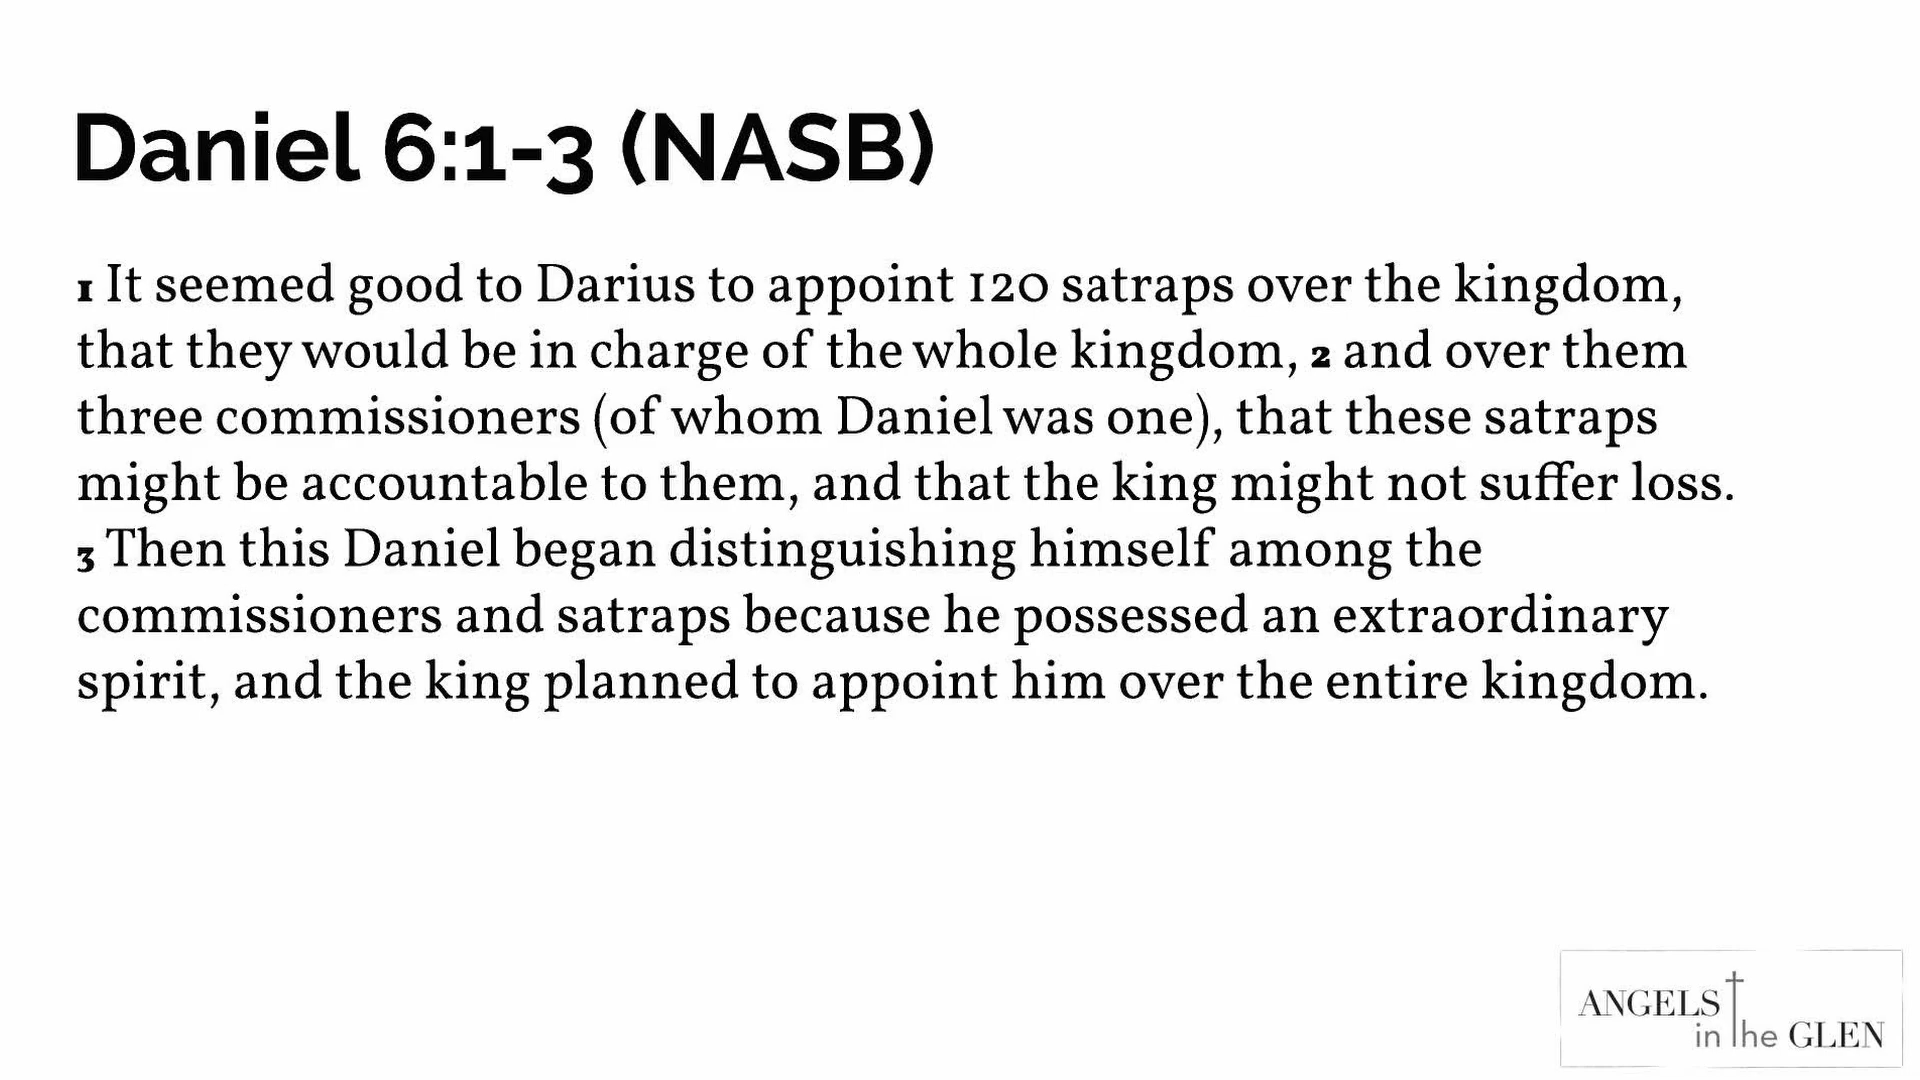 Daniel 6:1-3 (NASB)
1 It seemed good to Darius to appoint 120 satraps over the kingdom,
that they would be in charge of the whole kingdom, 2 and over them
three commissioners (of whom Daniel was one), that these satraps
might be accountable to them, and that the king might not suffer loss.
3 Then this Daniel began distinguishing himself among the
commissioners and satraps because he possessed an extraordinary
spirit, and the king planned to appoint him over the entire kingdom.
ANGELS
in the GLEN